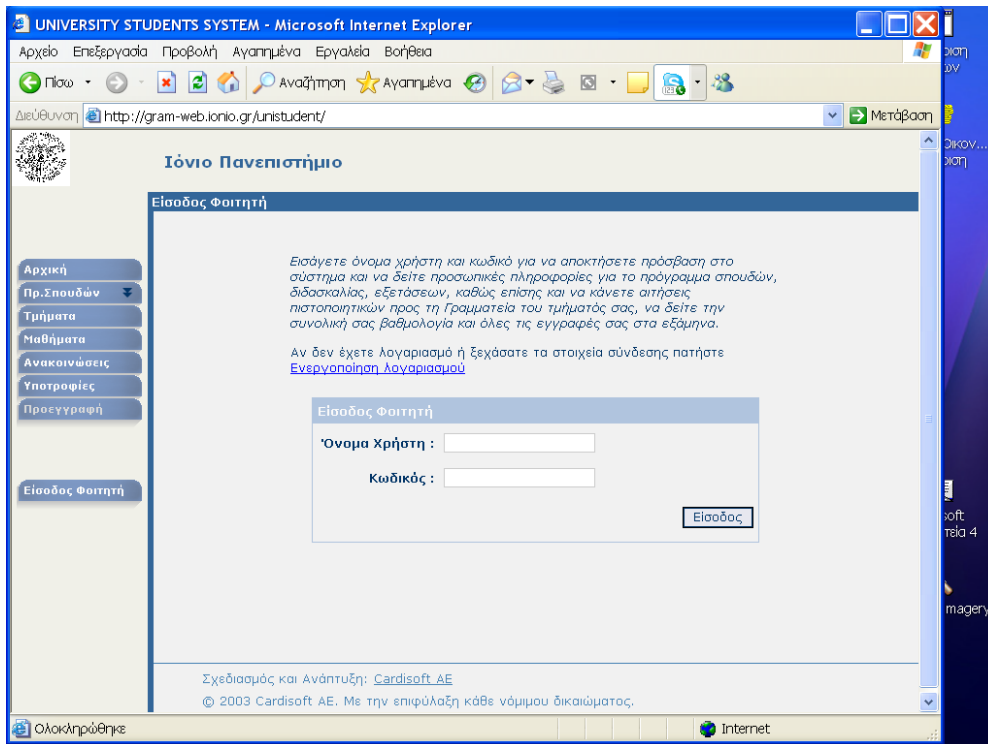 UNIVERSITY STUDENTS SYSTEM - Microsoft Internet Explorer
Αρχείο Επεξεργασία Προβολή Αγαπημένα Εργαλεία Βοήθεια
Πίσω Αναζήτηση Αγαπημένα
Διεύθυνση http://gram-web.ionio.gr/unistudent/ Μετάβαση
Ιόνιο Πανεπιστήμιο
Είσοδος Φοιτητή
Αρχική
Πρ.Σπουδών
Τμήματα
Μαθήματα
Ανακοινώσεις
Υποτροφίες
Προεγγραφή
Είσοδος Φοιτητή
Εισάγετε όνομα χρήστη και κωδικό για να αποκτήσετε πρόσβαση στο
σύστημα και να δείτε προσωπικές πληροφορίες για το πρόγραμμα σπουδών,
διδασκαλίας, εξετάσεων, καθώς επίσης και να κάνετε αιτήσεις
πιστοποιητικών προς τη Γραμματεία του τμήματός σας, να δείτε την
συνολική σας βαθμολογία και όλες τις εγγραφές σας στα εξάμηνα.
Αν δεν έχετε λογαριασμό ή ξεχάσατε τα στοιχεία σύνδεσης πατήστε
Ενεργοποίηση λογαριασμού
Είσοδος Φοιτητή
Όνομα Χρήστη :
Κωδικός :
Είσοδος
Σχεδιασμός και Ανάπτυξη: Cardisoft AE
© 2003 Cardisoft AE. Με την επιφύλαξη κάθε νόμιμου δικαιώματος.
Ολοκληρώθηκε Internet